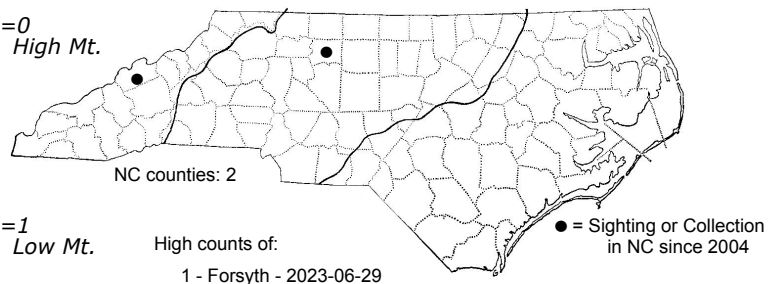 =0
High Mt.
NC counties: 2
=1
Low Mt.
High counts of:
1 - Forsyth - 2023-06-29
● = Sighting or Collection
in NC since 2004